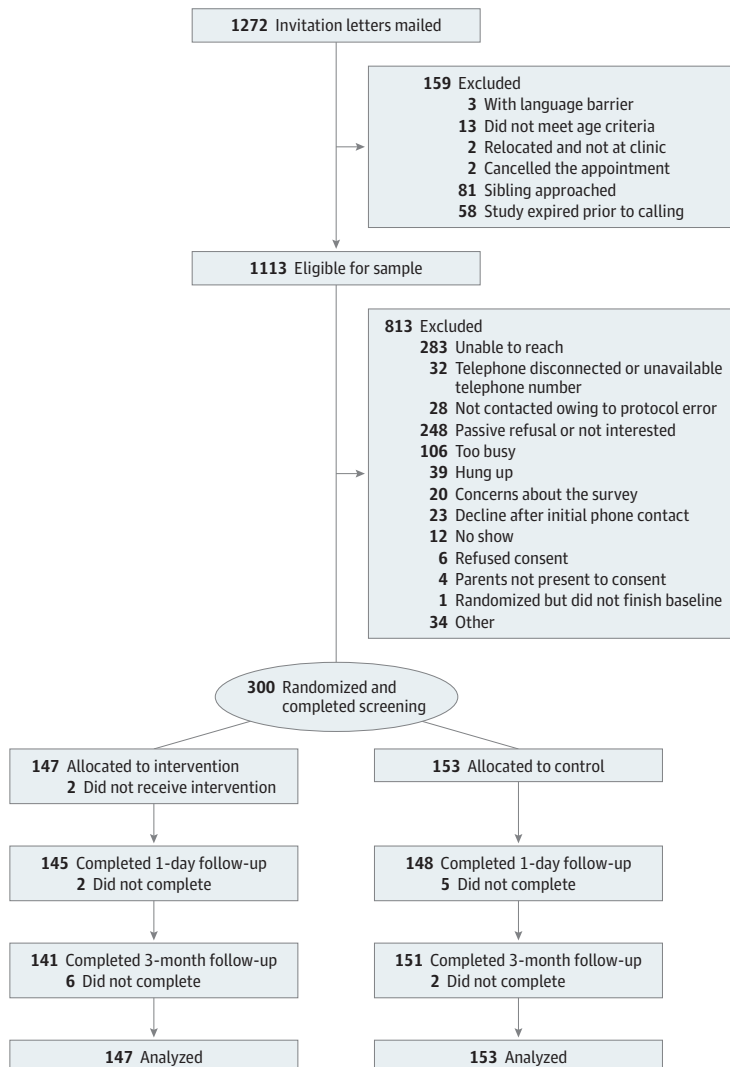 1272 Invitation letters mailed
159 Excluded
3 With language barrier
13 Did not meet age criteria
2 Relocated and not at clinic
2 Cancelled the appointment
81 Sibling approached
58 Study expired prior to calling
1113 Eligible for sample
813 Excluded
283 Unable to reach
32 Telephone disconnected or unavailable
telephone number
28 Not contacted owing to protocol error
248 Passive refusal or not interested
106 Too busy
39 Hung up
20 Concerns about the survey
23 Decline after initial phone contact
12 No show
6 Refused consent
4 Parents not present to consent
1 Randomized but did not finish baseline
34 Other
300 Randomized and
completed screening
147 Allocated to intervention
2 Did not receive intervention
153 Allocated to control
145 Completed 1-day follow-up
2 Did not complete
148 Completed 1-day follow-up
5 Did not complete
141 Completed 3-month follow-up
6 Did not complete
151 Completed 3-month follow-up
2 Did not complete
147 Analyzed
153 Analyzed